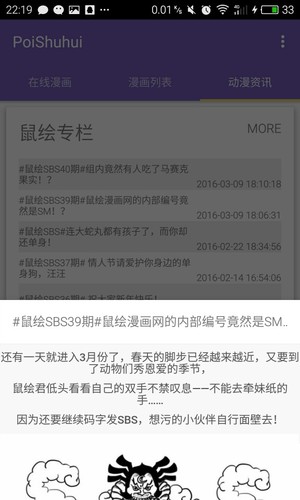 22:19
0.01 4G 33
PoiShuhui
在线漫画 漫画列表 动漫资讯
鼠绘专栏 MORE
#鼠绘SBS40期#组内竟然有人吃了马赛克
果实！？
2016-03-09 18:10:18
#鼠绘SBS39期#鼠绘漫画网的内部编号竟
然是SM！？
2016-03-09 18:06:31
#鼠绘SBS#连大蛇丸都有孩子了，而你却
还单身！
2016-02-22 18:34:56
#鼠绘SBS37期# 情人节请爱护你身边的单
身狗，汪汪
2016-02-14 16:54:06
#鼠绘SBS36期# 祝大家新年快乐！
#鼠绘SBS39期#鼠绘漫画网的内部编号竟然是SM...
还有一天就进入3月份了，春天的脚步已经越来越近，又要到
了动物们秀恩爱的季节，
鼠绘君低头看看自己的双手不禁叹息——不能去牵妹纸的
手……
因为还要继续码字发SBS，想污的小伙伴自行面壁去！